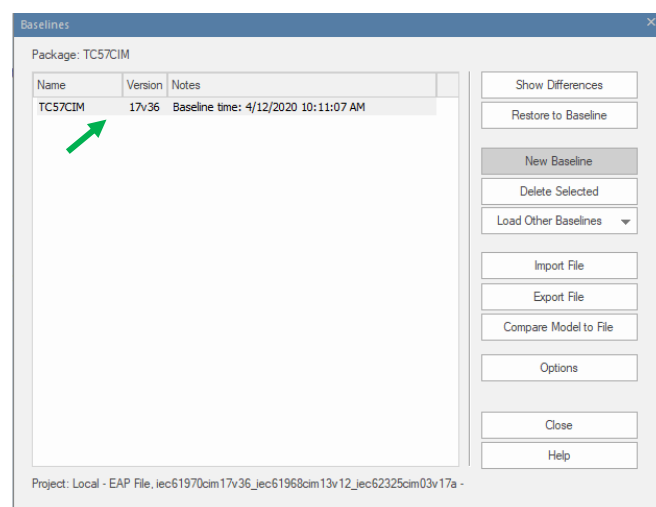 Baselines
Package: TC57CIM
Name Version Notes
TC57CIM 17v36 Baseline time: 4/12/2020 10:11:07 AM
Show Differences
Restore to Baseline
New Baseline
Delete Selected
Load Other Baselines
Import File
Export File
Compare Model to File
Options
Close
Help
Project: Local - EAP File, iec61970cim17v36_iec61968cim13v12_iec62325cim03v17a -